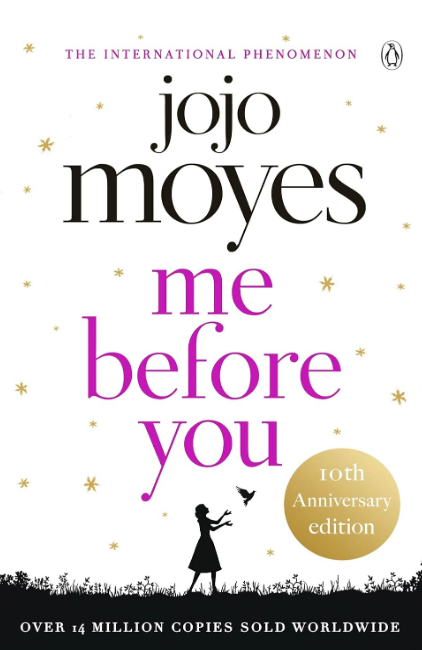 THE INTERNATIONAL PHENOMENON
jojo
moyes
me
before
you
10th
Anniversary
edition
OVER 14 MILLION COPIES SOLD WORLDWIDE